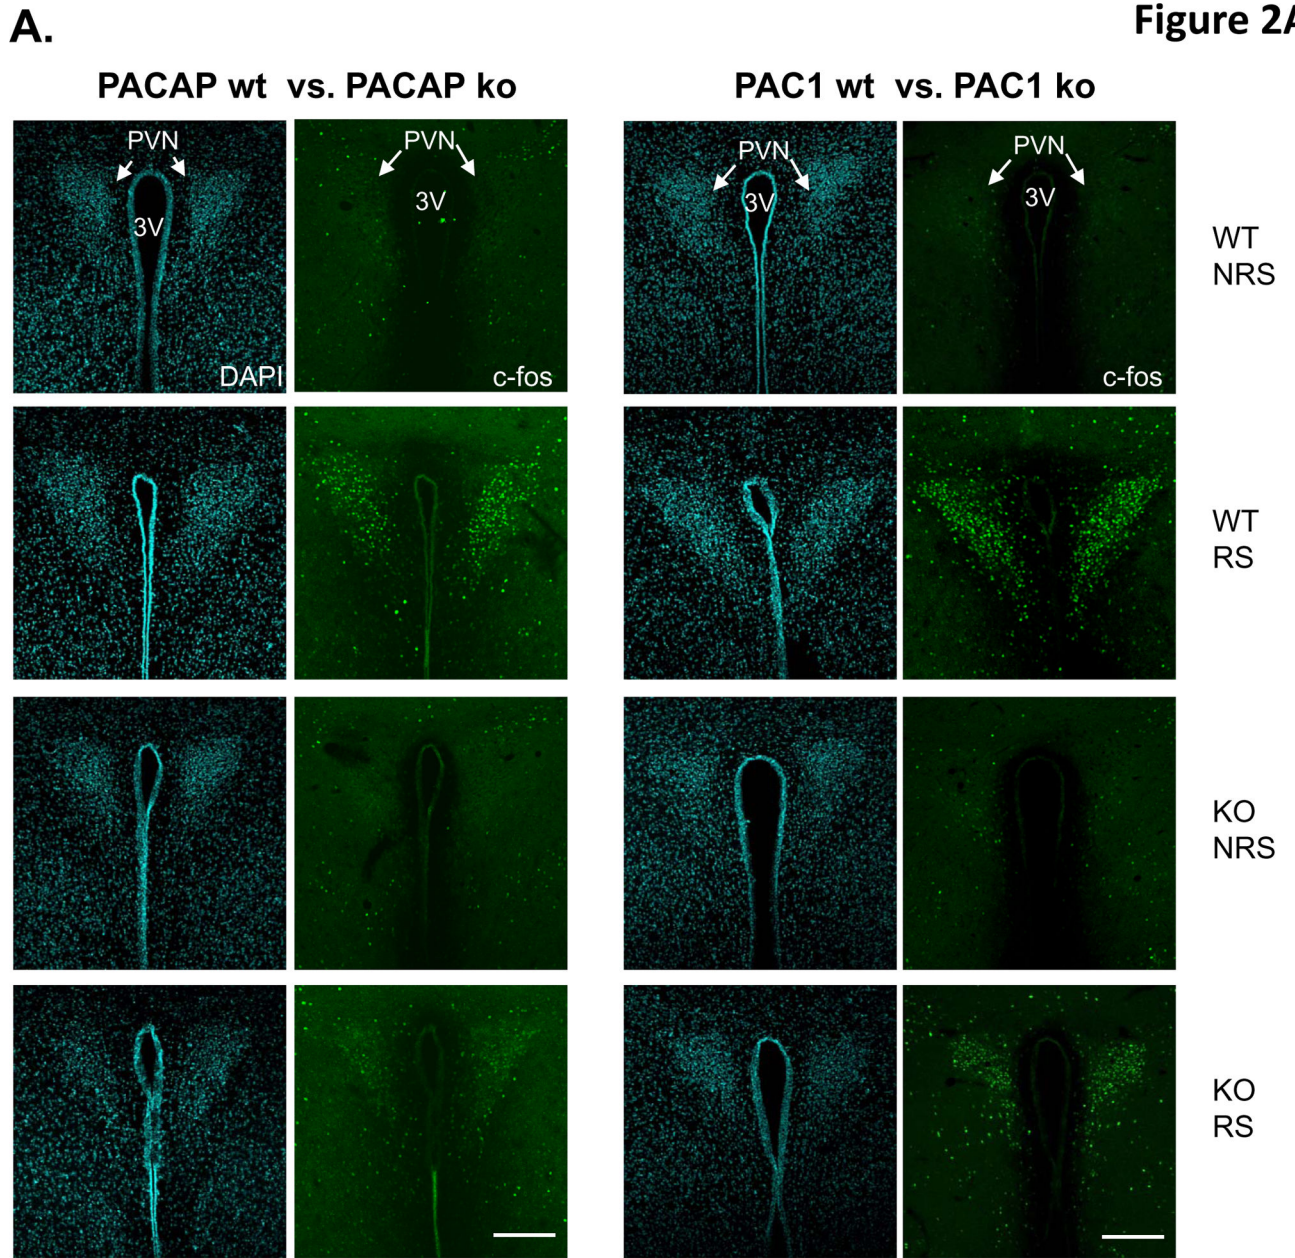 A.
Figure 2A
PACAP wt vs. PACAP ko
PAC1 wt vs. PAC1 ko
PVN
3V
DAPI
PVN
3V
c-fos
PVN
3V
PVN
3V
c-fos
WT
NRS
WT
RS
KO
NRS
KO
RS